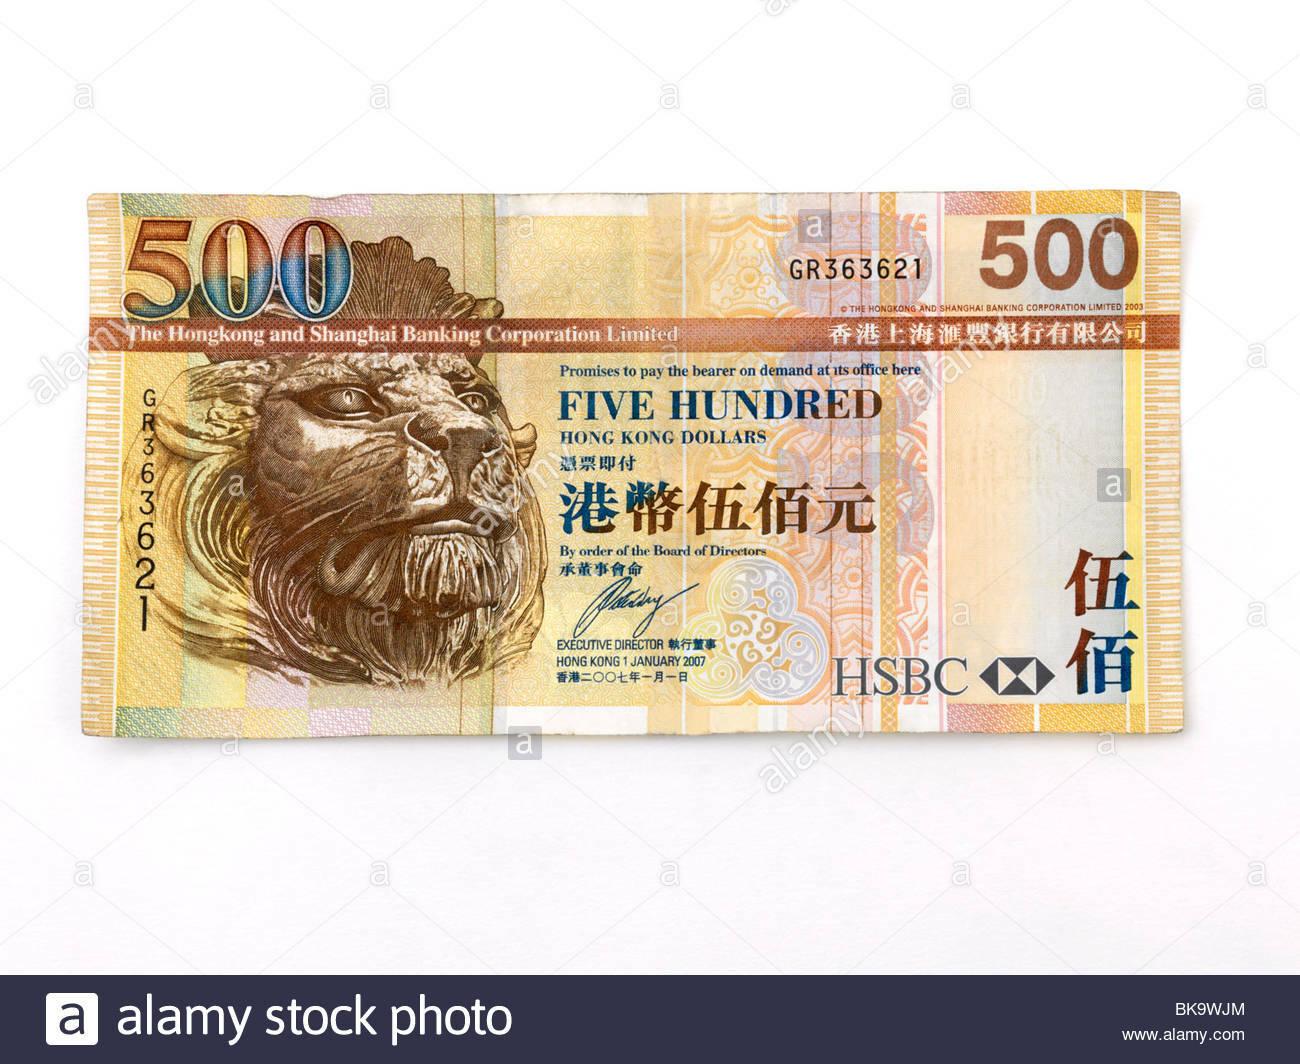 500
GR363621
500
© THE HONGKONG AND SHANGHAI BANKING CORPORATION LIMITED 2003
The Hongkong and Shanghai Banking Corporation Limited
香港上海滙豐銀行有限公司
Promises to pay the bearer on demand at its office here
FIVE HUNDRED
HONG KONG DOLLARS
憑票即付
港幣伍佰元
By order of the Board of Directors
承董事會命
EXECUTIVE DIRECTOR 執行董事
HONG KONG 1 JANUARY 2007
香港二〇〇七年一月一日
GR363621
HSBC
伍佰
a alamy stock photo
BK9WJM
www.alamy.com